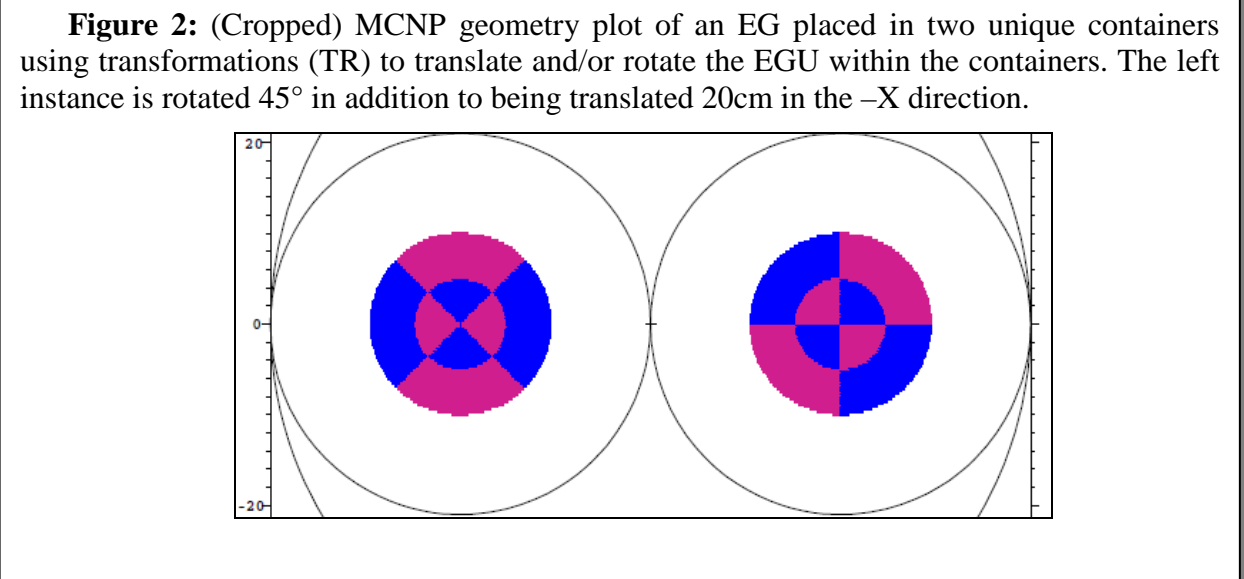 Figure 2: (Cropped) MCNP geometry plot of an EG placed in two unique containers
using transformations (TR) to translate and/or rotate the EGU within the containers. The left
instance is rotated 45° in addition to being translated 20cm in the –X direction.
20
0
-20